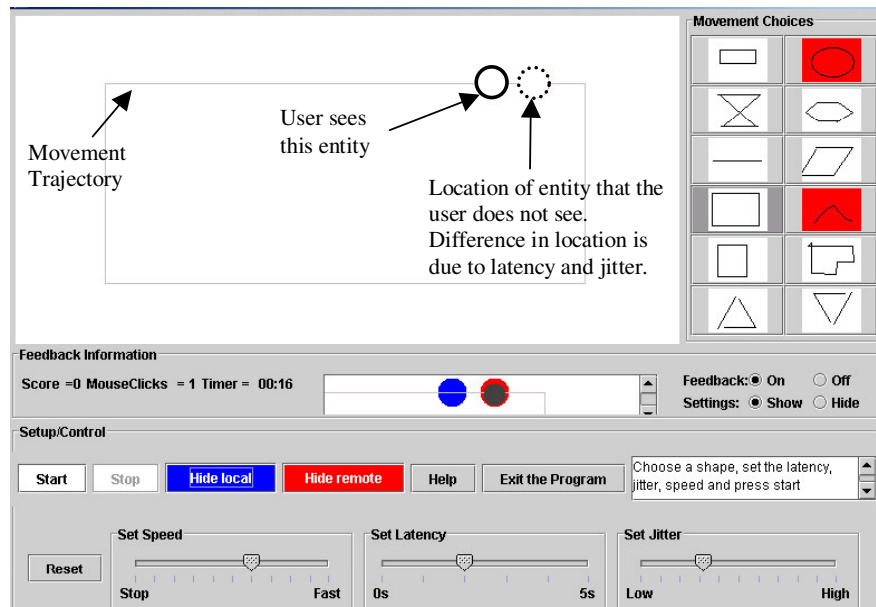 Movement Choices
User sees
this entity
Movement
Trajectory
Location of entity that the
user does not see.
Difference in location is
due to latency and jitter.
Feedback Information
Score =0 MouseClicks = 1 Timer = 00:16
Feedback: On Off
Settings: Show Hide
Setup/Control
Start Stop Hide local Hide remote Help Exit the Program
Choose a shape, set the latency,
jitter, speed and press start
Reset
Set Speed
Stop Fast
Set Latency
0s 5s
Set Jitter
Low High